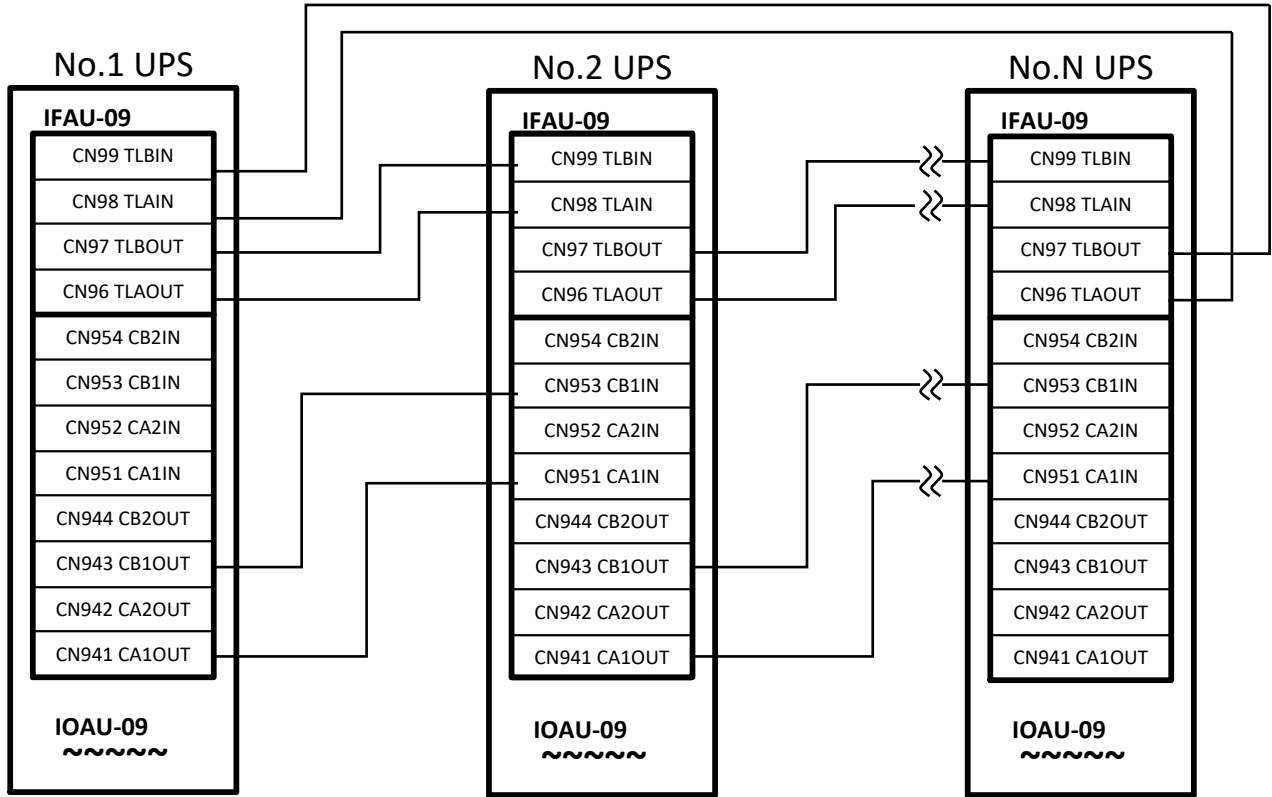 No.1 UPS
IFAU-09
CN99 TLBIN
CN98 TLAIN
CN97 TLBOUT
CN96 TLAOUT
CN954 CB2IN
CN953 CB1IN
CN952 CA2IN
CN951 CA1IN
CN944 CB2OUT
CN943 CB1OUT
CN942 CA2OUT
CN941 CA1OUT
IOAU-09
~~~~~
No.2 UPS
IFAU-09
CN99 TLBIN
CN98 TLAIN
CN97 TLBOUT
CN96 TLAOUT
CN954 CB2IN
CN953 CB1IN
CN952 CA2IN
CN951 CA1IN
CN944 CB2OUT
CN943 CB1OUT
CN942 CA2OUT
CN941 CA1OUT
IOAU-09
~~~~~
No.N UPS
IFAU-09
CN99 TLBIN
CN98 TLAIN
CN97 TLBOUT
CN96 TLAOUT
CN954 CB2IN
CN953 CB1IN
CN952 CA2IN
CN951 CA1IN
CN944 CB2OUT
CN943 CB1OUT
CN942 CA2OUT
CN941 CA1OUT
IOAU-09
~~~~~